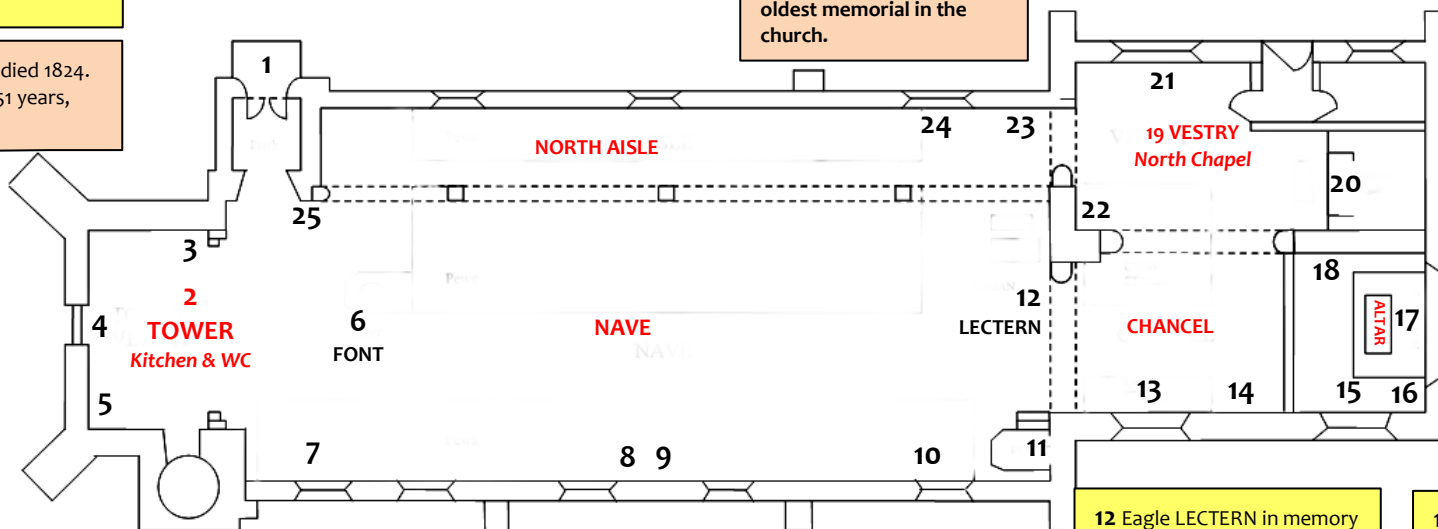 oldest memorial in the
church.
died 1824.
51 years,
1
21
24
23
NORTH AISLE
19 VESTRY
North Chapel
20
25
22
3
18
2
12
4
TOWER
6
NAVE
LECTERN
CHANCEL
ALTAR
17
Kitchen & WC
FONT
NAVE
5
13
14
15
16
7
8
9
10
11
12 Eagle LECTERN in memory